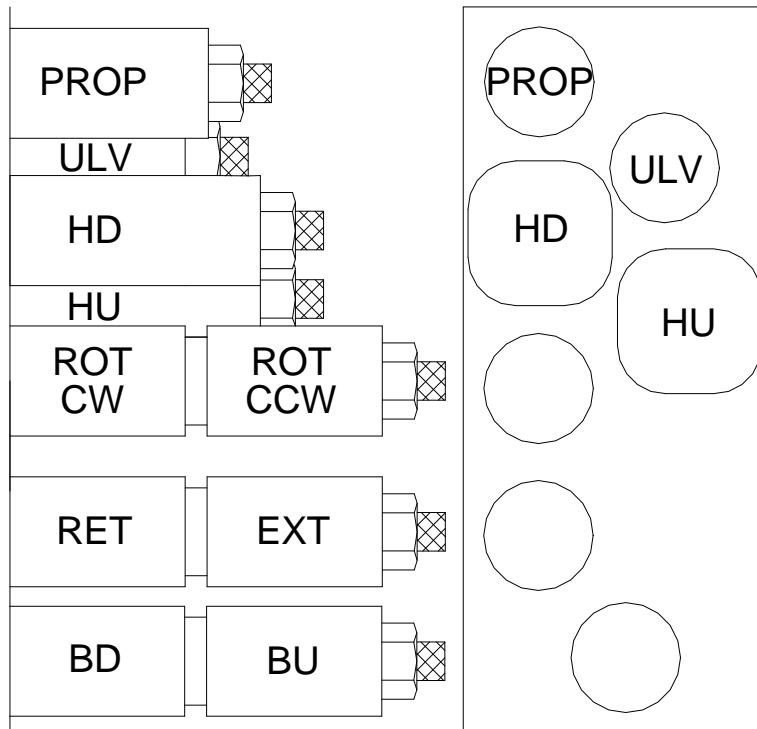 PROP
ULV
HD
HU
ROT
CW
ROT
CCW
RET
EXT
BD
BU
PROP
ULV
HD
HU